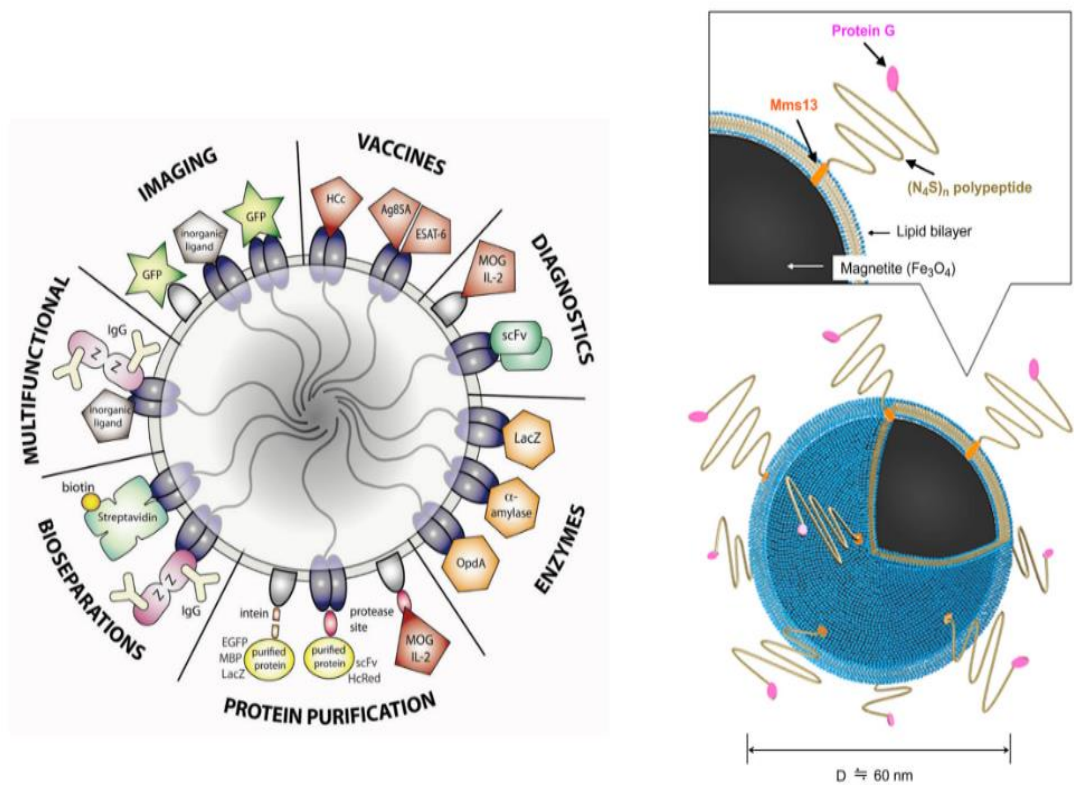 IMAGING
VACCINES
DIAGNOSTICS
ENZYMES
PROTEIN PURIFICATION
BIOSEPARATIONS
MULTIFUNCTIONAL
GFP
inorganic
ligand
GFP
HCc
Ag85A
ESAT-6
MOG
IL-2
scFv
LacZ
α-
amylase
OpdA
protease
site
MOG
IL-2
purified
protein
scFv
HcRed
intein
EGFP
MBP
LacZ
purified
protein
Z
Z
IgG
biotin
Streptavidin
inorganic
ligand
IgG
Z
Z
Protein G
Mms13
(N₄S)ₙ polypeptide
Lipid bilayer
Magnetite (Fe₃O₄)
D ≒ 60 nm